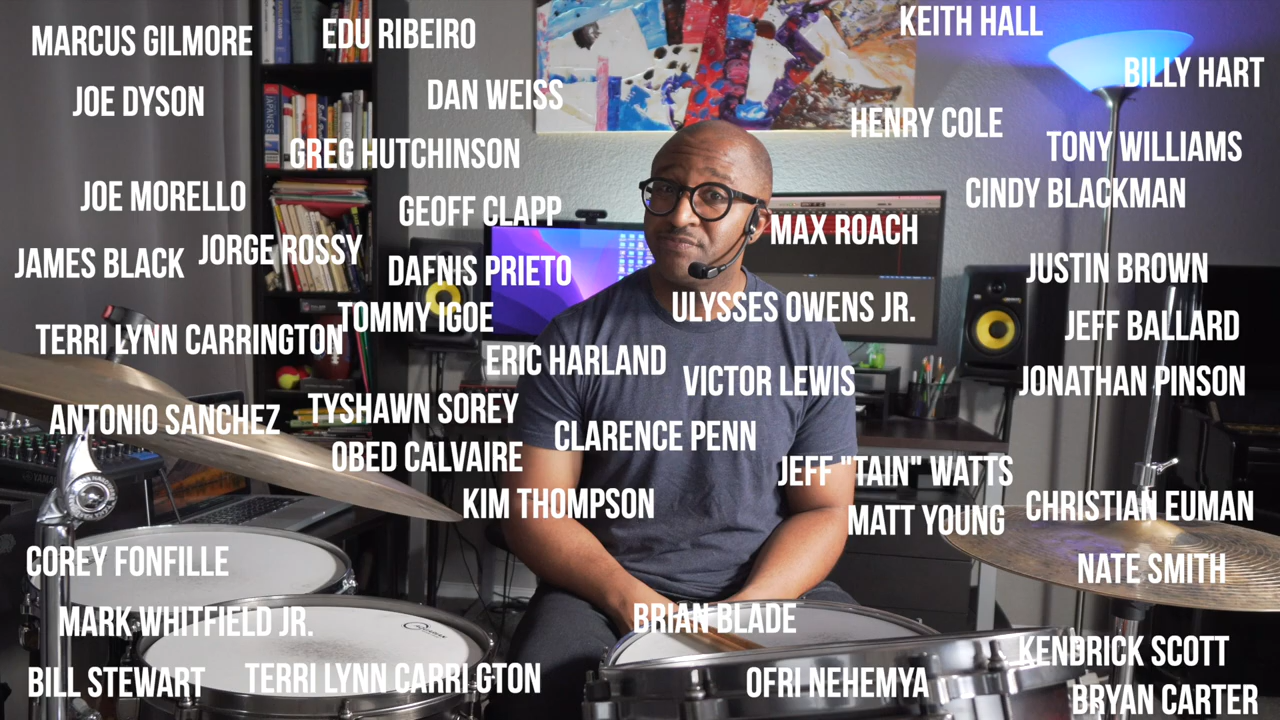 MARCUS GILMORE
EDU RIBEIRO
KEITH HALL
BILLY HART
JOE DYSON
DAN WEISS
HENRY COLE
TONY WILLIAMS
GREG HUTCHINSON
CINDY BLACKMAN
JOE MORELLO
GEOFF CLAPP
MAX ROACH
JAMES BLACK
JORGE ROSSY
DAFNIS PRIETO
JUSTIN BROWN
TOMMY IGOE
ULYSSES OWENS JR.
JEFF BALLARD
TERRI LYNN CARRINGTON
ERIC HARLAND
VICTOR LEWIS
JONATHAN PINSON
ANTONIO SANCHEZ
TYSHAWN SOREY
CLARENCE PENN
OBED CALVAIRE
JEFF "TAIN" WATTS
KIM THOMPSON
MATT YOUNG
CHRISTIAN EUMAN
COREY FONFILLE
NATE SMITH
MARK WHITFIELD JR.
BRIAN BLADE
KENDRICK SCOTT
BILL STEWART
TERRI LYNN CARRI GTON
OFRI NEHEMYA
BRYAN CARTER
JAPANESE